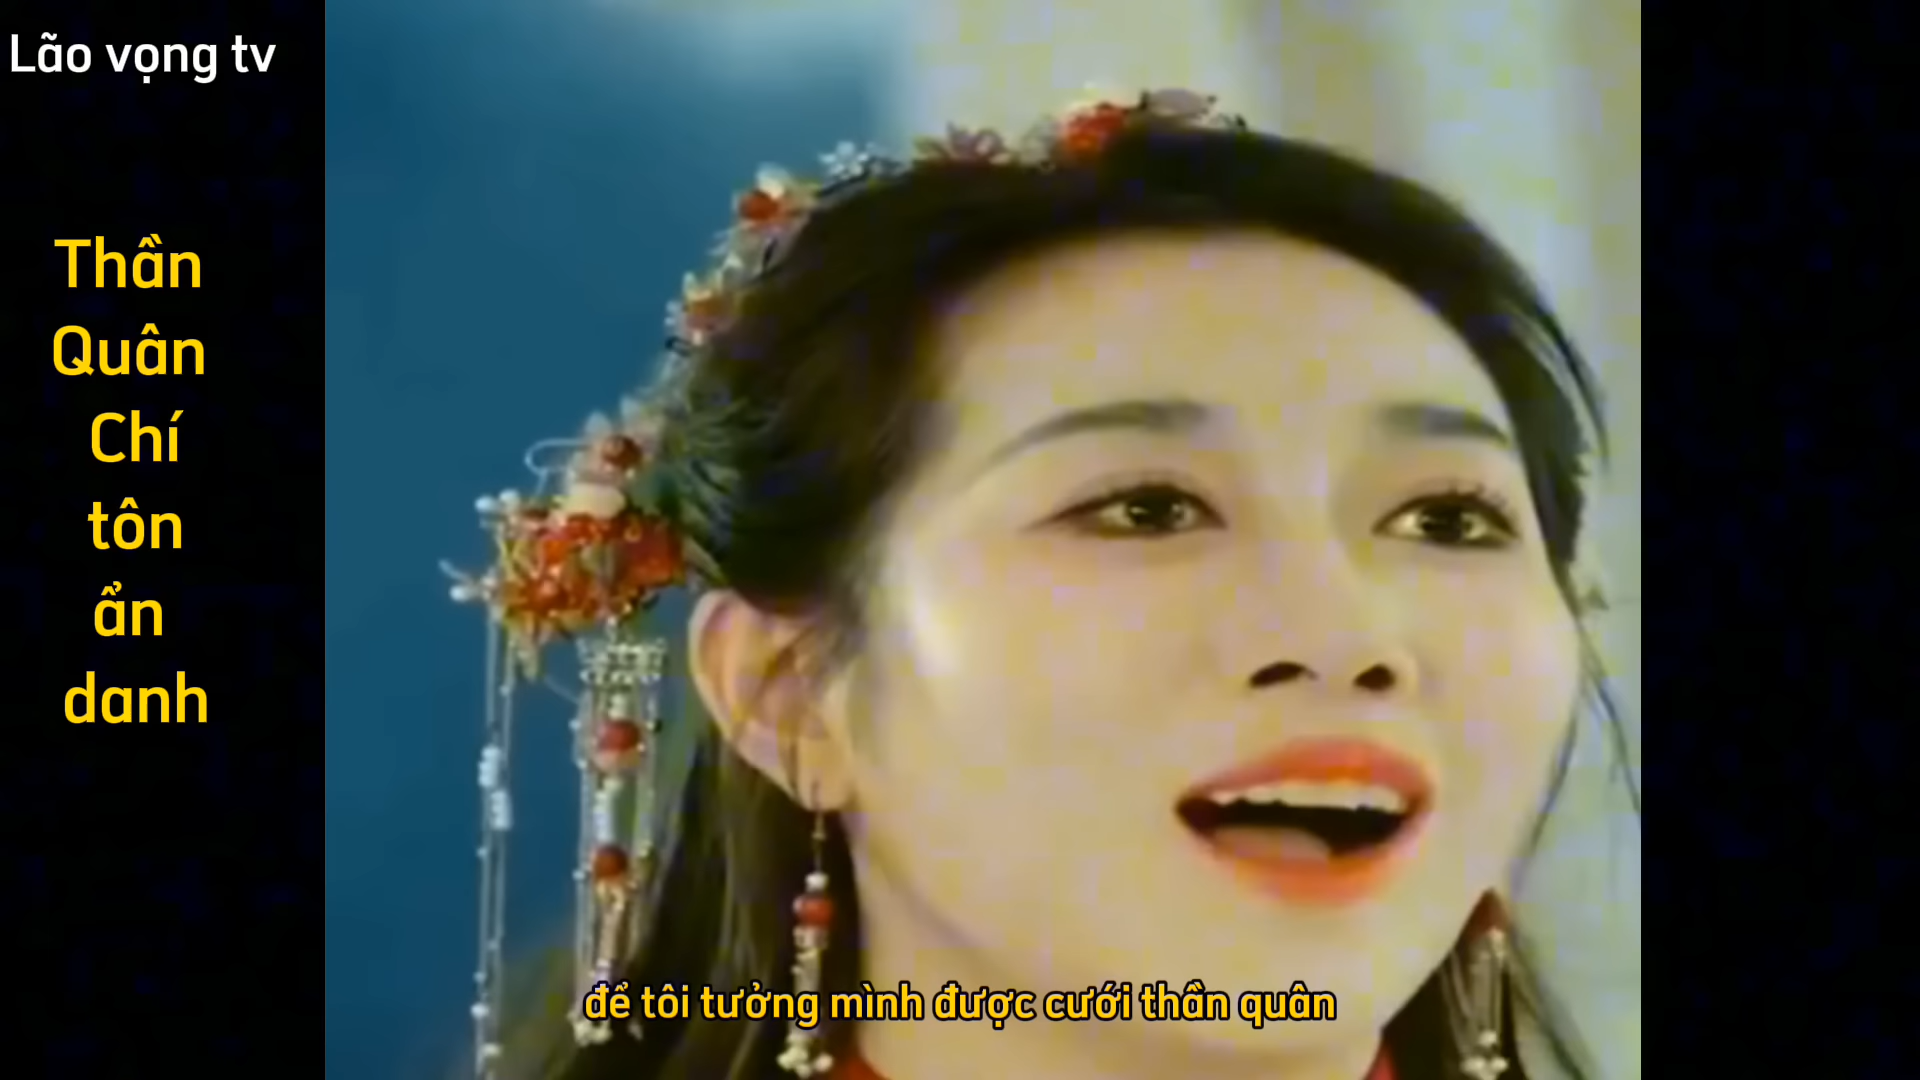 Lão vọng tv
Thần
Quân
Chí
tôn
ẩn
danh
để tôi tưởng mình được cưới thần quân